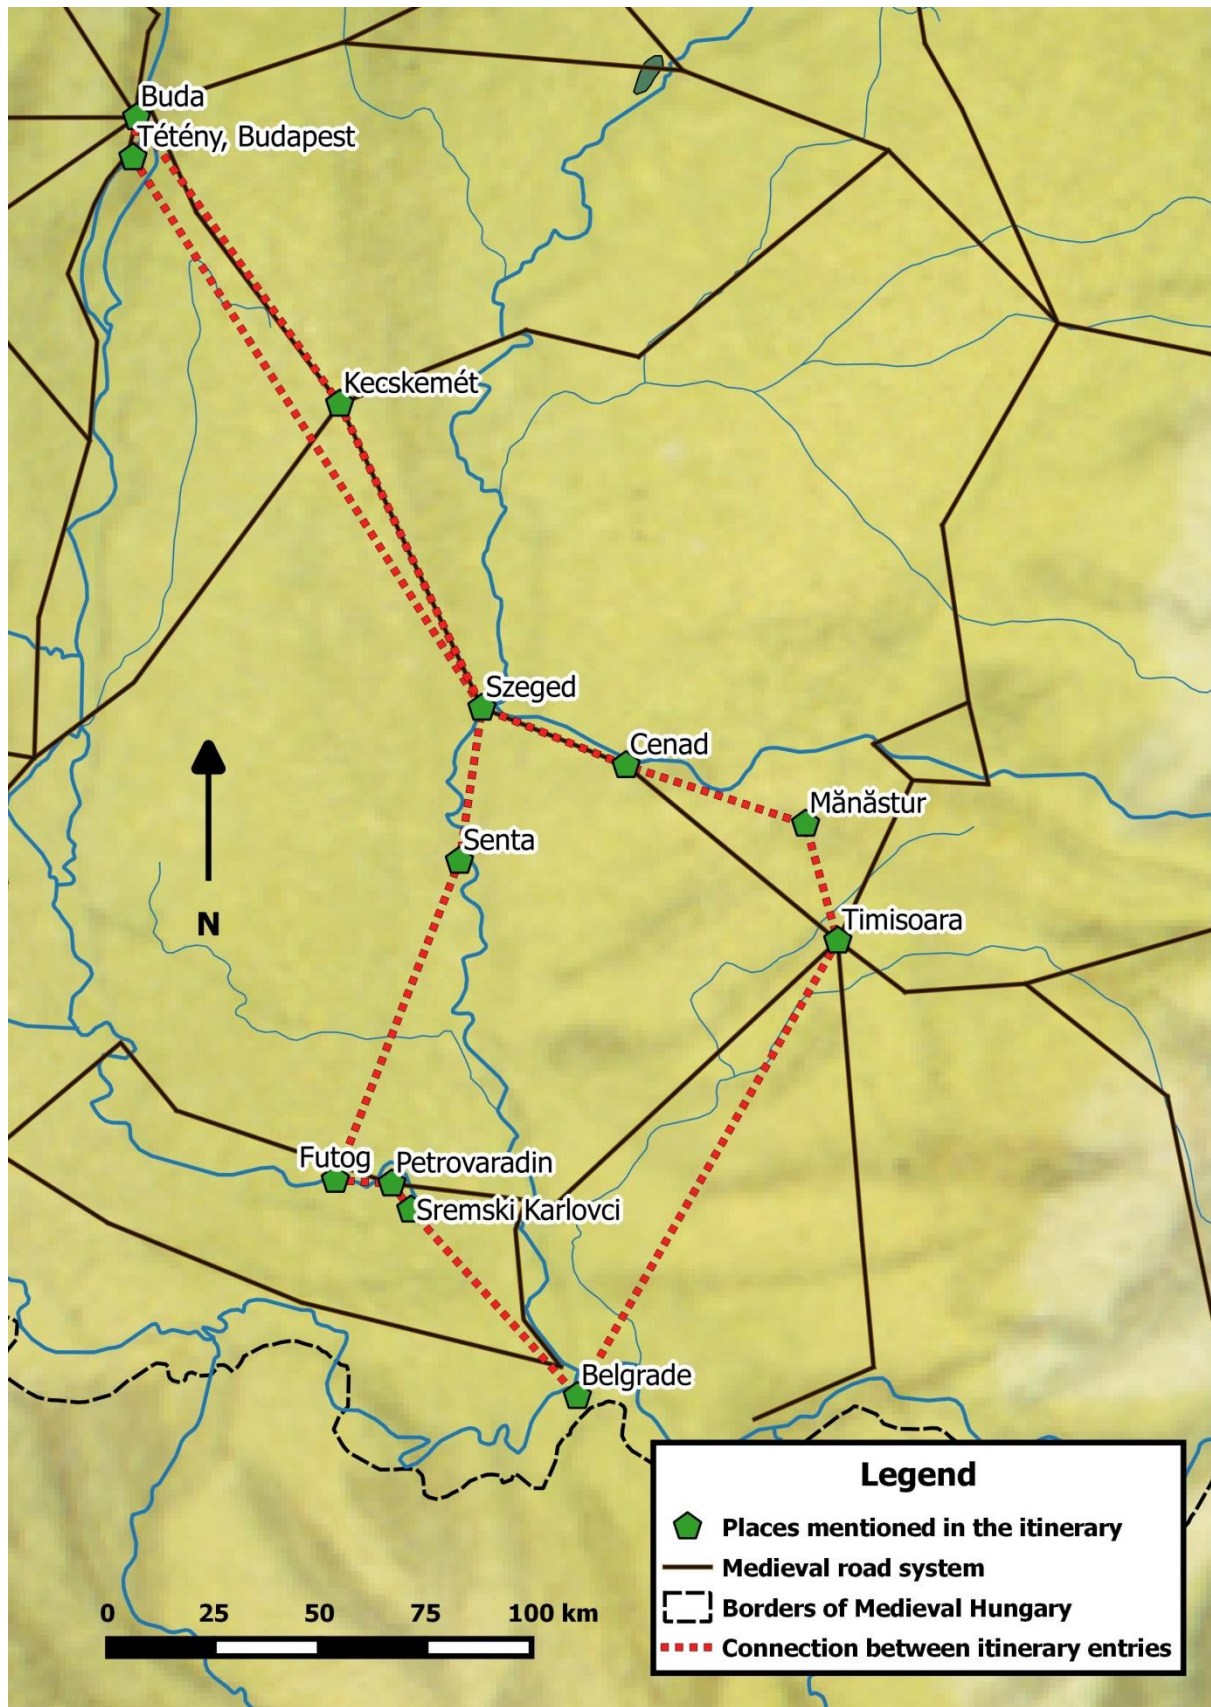 Buda
Tétény, Budapest
Kecskemét
Szeged
Cenad
Mănăstur
Senta
N
Timisoara
Futog
Petrovaradin
Sremski Karlovci
Belgrade
Legend
Places mentioned in the itinerary
Medieval road system
Borders of Medieval Hungary
Connection between itinerary entries
0 25 50 75 100 km